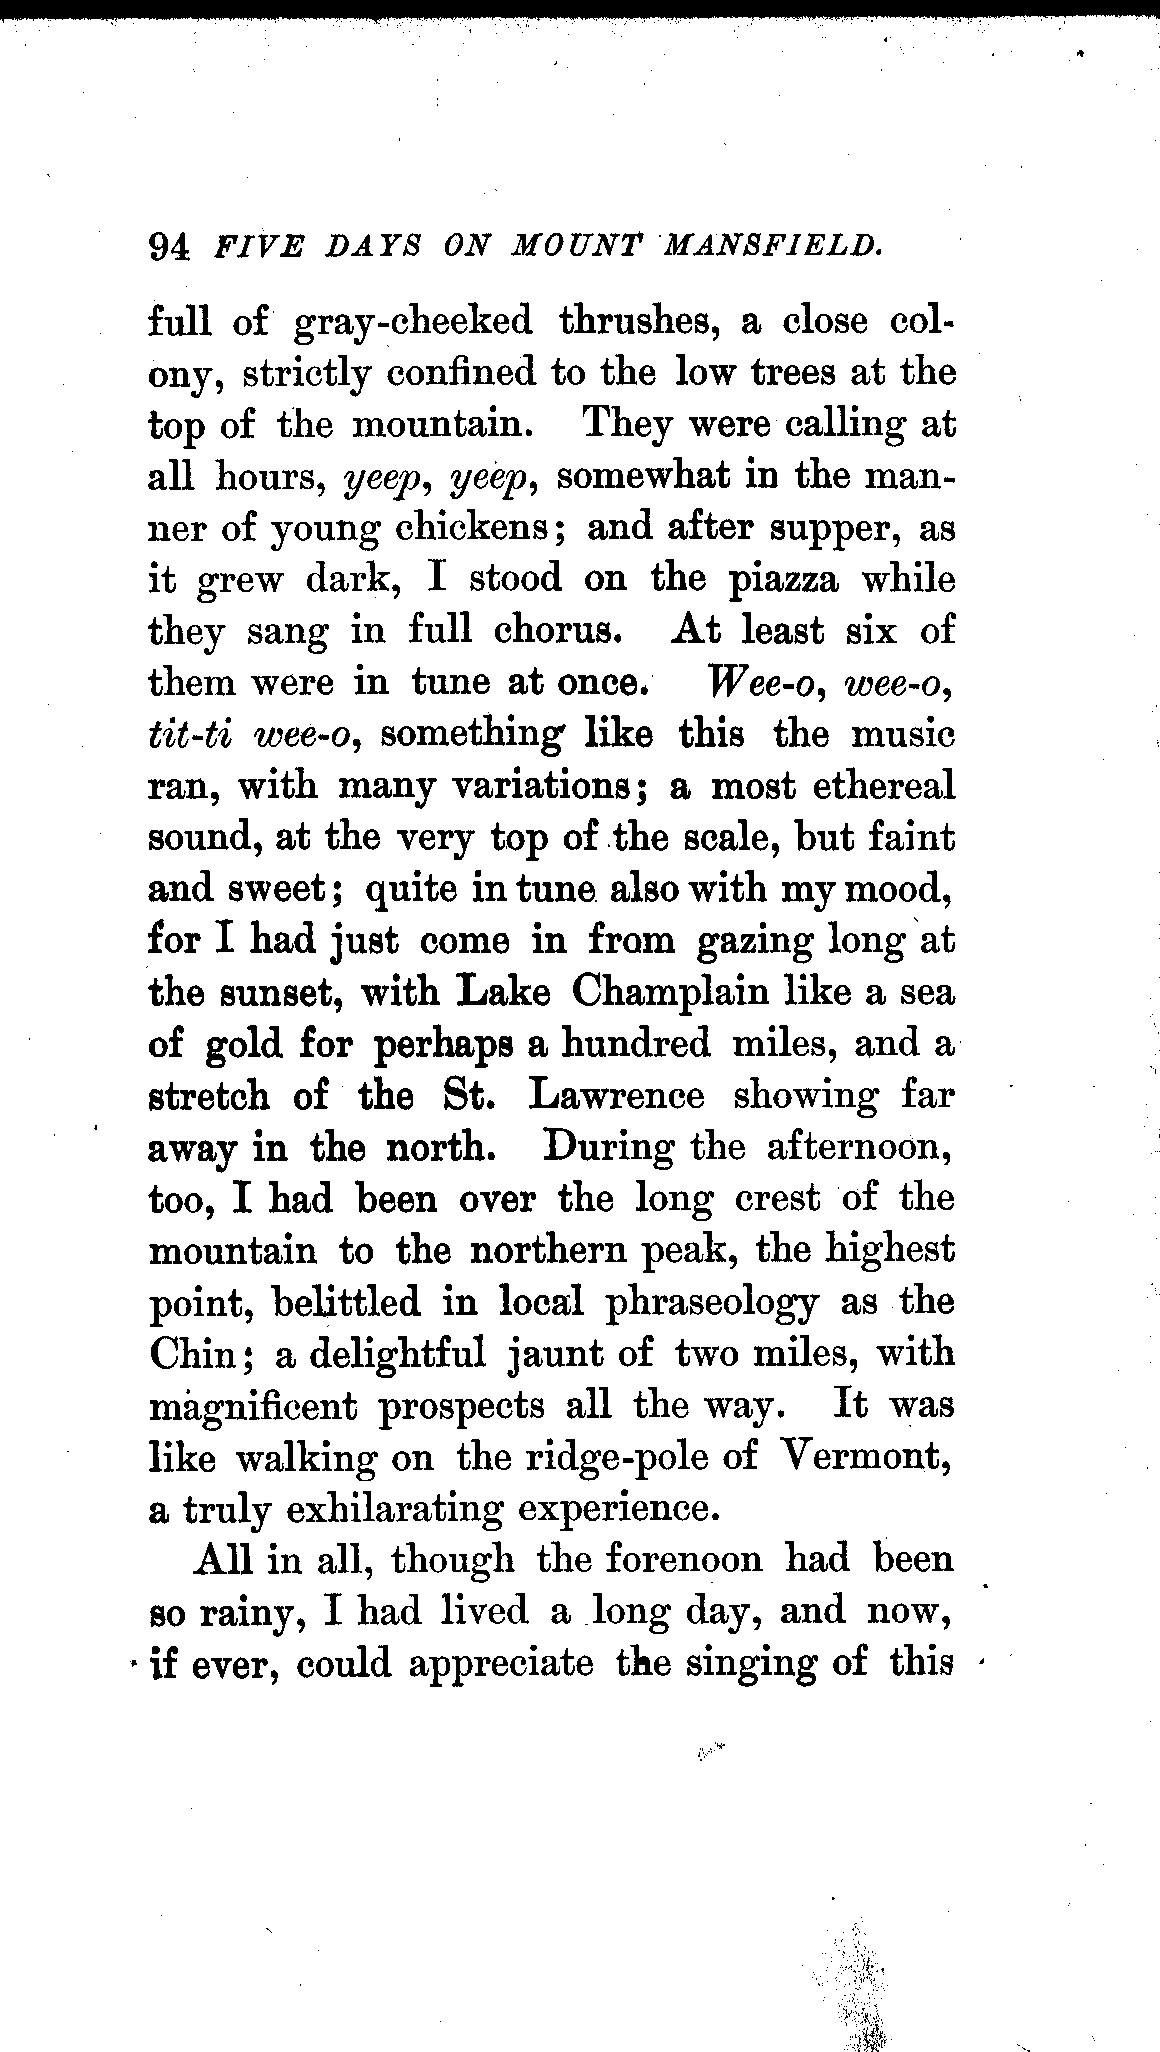 94 FIVE DAYS ON MOUNT MANSFIELD.
full of gray-cheeked thrushes, a close col-
ony, strictly confined to the low trees at the
top of the mountain. They were calling at
all hours, yeep, yeep, somewhat in the man-
ner of young chickens; and after supper, as
it grew dark, I stood on the piazza while
they sang in full chorus. At least six of
them were in tune at once. Wee-o, wee-o,
tit-ti wee-o, something like this the music
ran, with many variations; a most ethereal
sound, at the very top of the scale, but faint
and sweet; quite in tune also with my mood,
for I had just come in from gazing long at
the sunset, with Lake Champlain like a sea
of gold for perhaps a hundred miles, and a
stretch of the St. Lawrence showing far
away in the north. During the afternoon,
too, I had been over the long crest of the
mountain to the northern peak, the highest
point, belittled in local phraseology as the
Chin; a delightful jaunt of two miles, with
magnificent prospects all the way. It was
like walking on the ridge-pole of Vermont,
a truly exhilarating experience.
All in all, though the forenoon had been
so rainy, I had lived a long day, and now,
if ever, could appreciate the singing of this